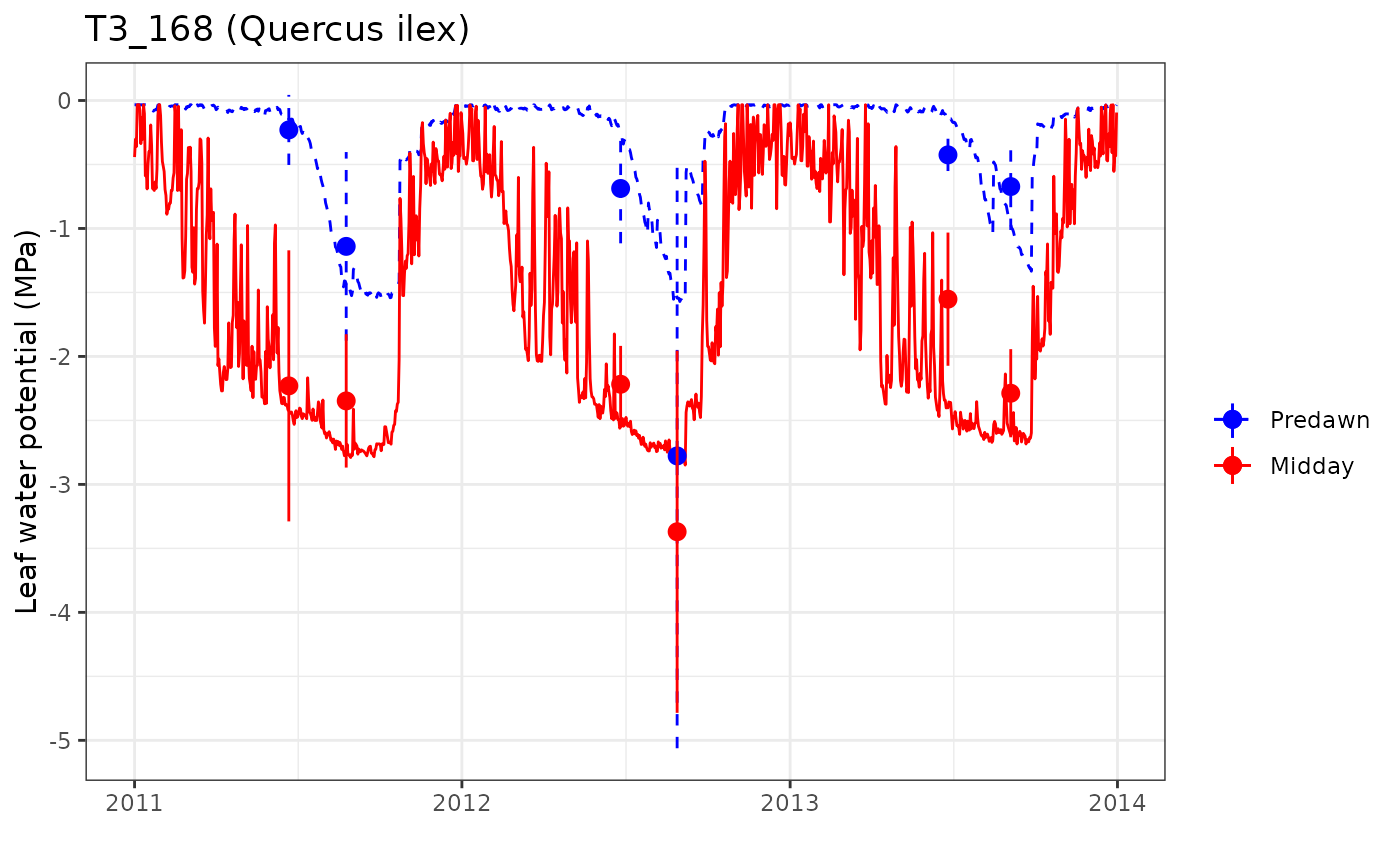 T3_168 (Quercus ilex)
Leaf water potential (MPa)
0
-1
-2
-3
-4
-5
2011 2012 2013 2014
Predawn
Midday